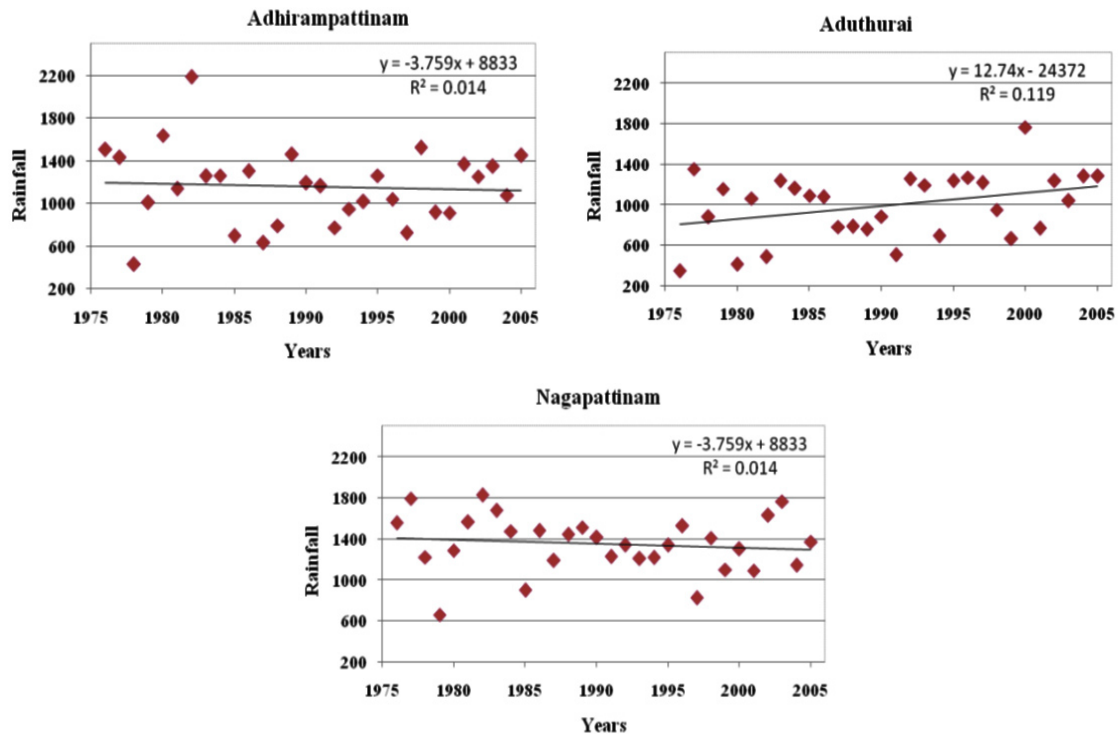 Adhirampattinam
y = -3.759x + 8833
R² = 0.014
2200
1800
1400
1000
600
200
Rainfall
1975 1980 1985 1990 1995 2000 2005
Years
Aduthurai
y = 12.74x - 24372
R² = 0.119
2200
1800
1400
1000
600
200
Rainfall
1975 1980 1985 1990 1995 2000 2005
Years
Nagapattinam
y = -3.759x + 8833
R² = 0.014
2200
1800
1400
1000
600
200
Rainfall
1975 1980 1985 1990 1995 2000 2005
Years